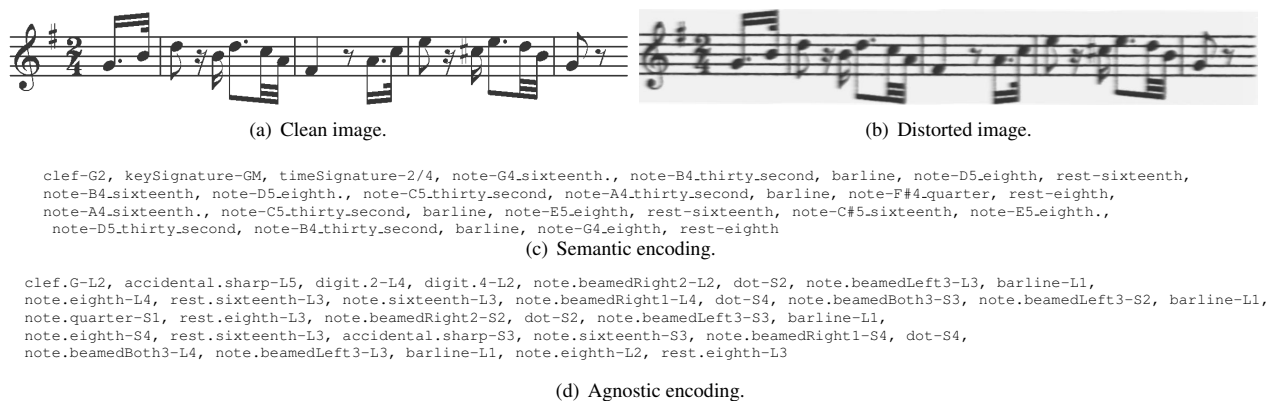 (a) Clean image.
(b) Distorted image.
clef-G2, keySignature-GM, timeSignature-2/4, note-G4_sixteenth., note-B4_thirty_second, barline, note-D5_eighth, rest-sixteenth,
note-B4_sixteenth, note-D5_eighth., note-C5_thirty_second, note-A4_thirty_second, barline, note-F#4_quarter, rest-eighth,
note-A4_sixteenth., note-C5_thirty_second, barline, note-E5_eighth, rest-sixteenth, note-C#5_sixteenth, note-E5_eighth.,
note-D5_thirty_second, note-B4_thirty_second, barline, note-G4_eighth, rest-eighth
(c) Semantic encoding.
clef.G-L2, accidental.sharp-L5, digit.2-L4, digit.4-L2, note.beamedRight2-L2, dot-S2, note.beamedLeft3-L3, barline-L1,
note.eighth-L4, rest.sixteenth-L3, note.sixteenth-L3, note.beamedRight1-L4, dot-S4, note.beamedBoth3-S3, note.beamedLeft3-S2, barline-L1,
note.quarter-S1, rest.eighth-L3, note.beamedRight2-S2, dot-S2, note.beamedLeft3-S3, barline-L1,
note.eighth-S4, rest.sixteenth-L3, accidental.sharp-S3, note.sixteenth-S3, note.beamedRight1-S4, dot-S4,
note.beamedBoth3-L4, note.beamedLeft3-L3, barline-L1, note.eighth-L2, rest.eighth-L3
(d) Agnostic encoding.